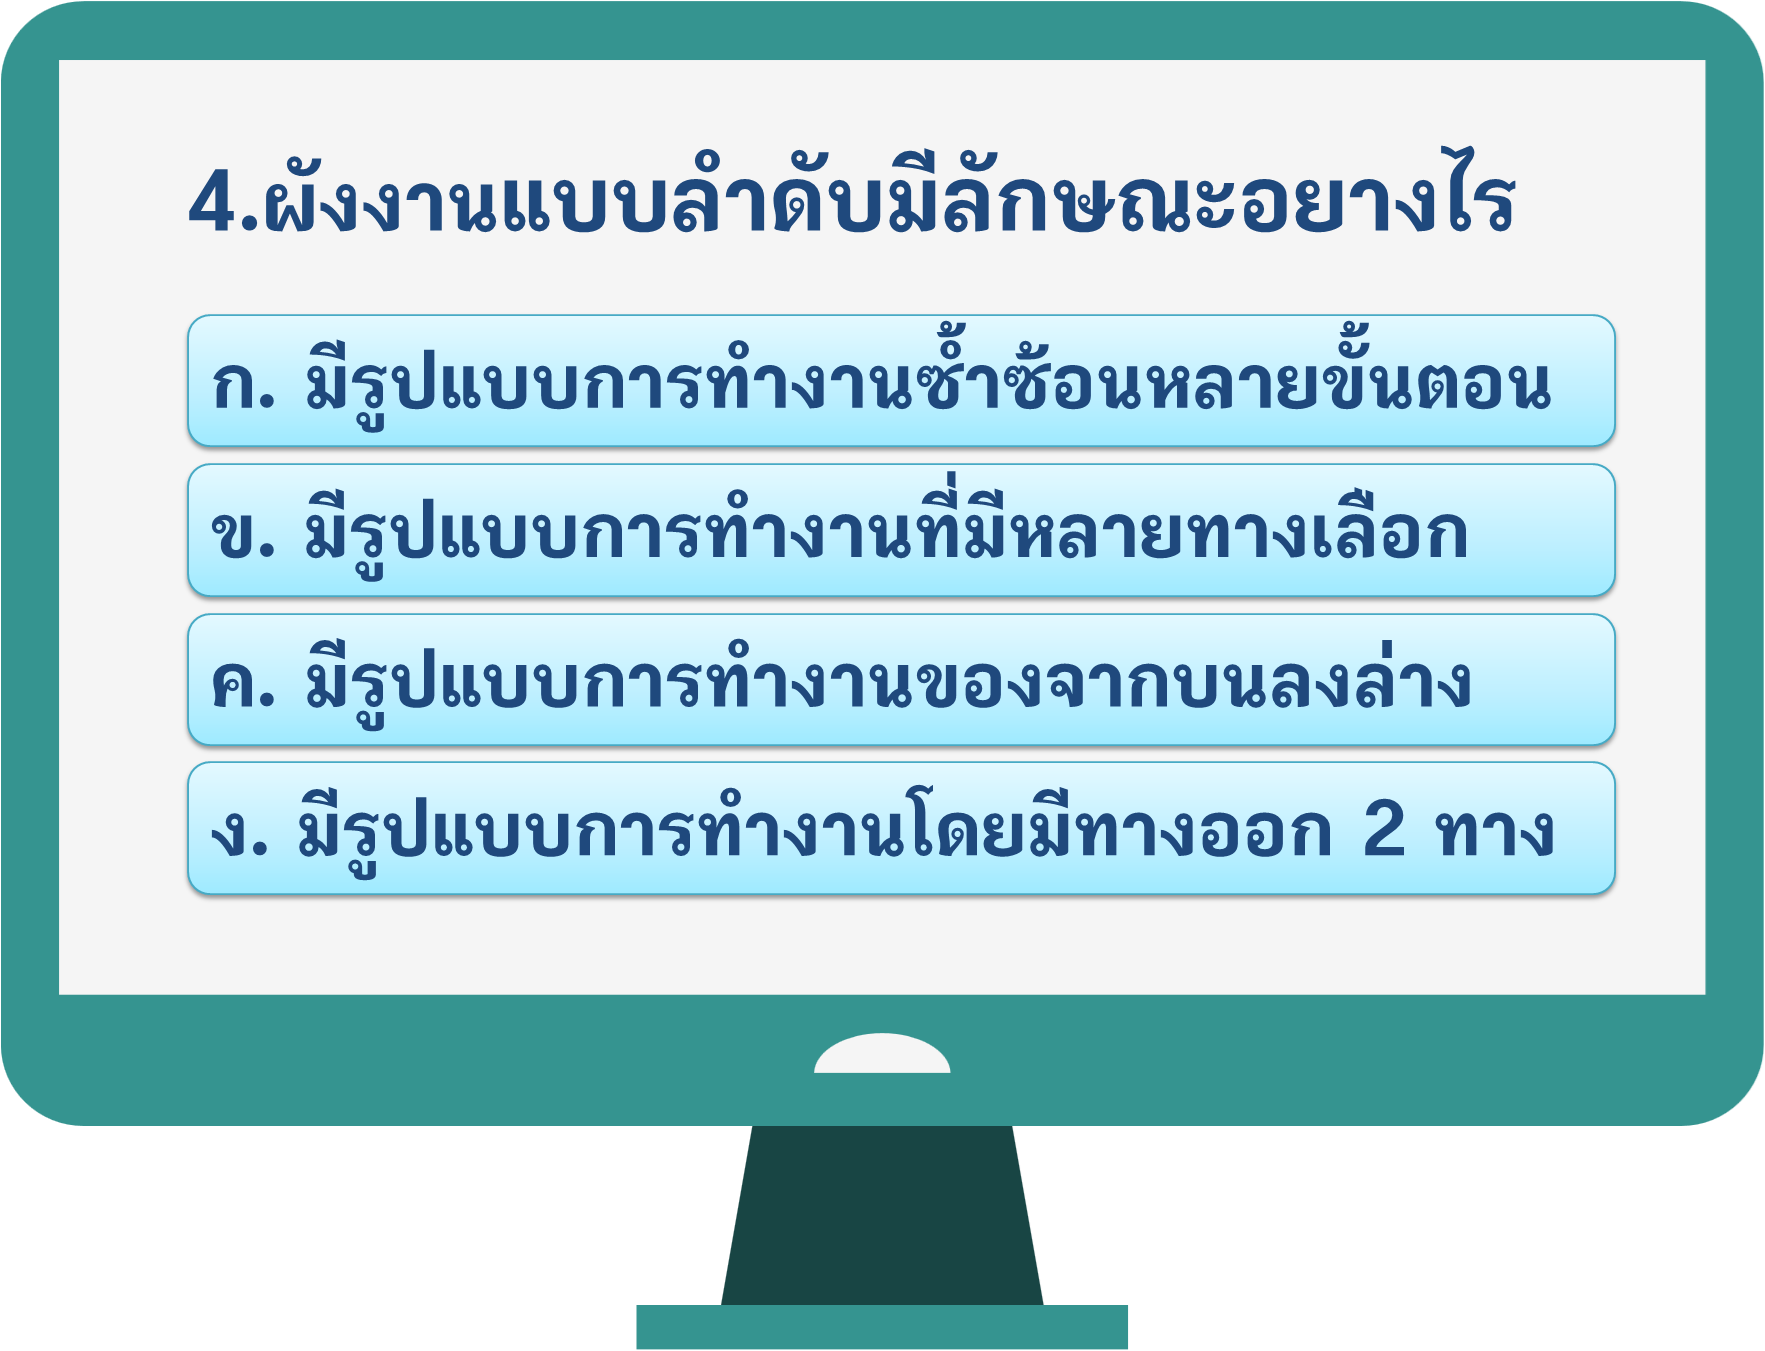 4.ผังงานแบบลำดับมีลักษณะอย่างไร
ก. มีรูปแบบการทำงานซ้ำซ้อนหลายขั้นตอน
ข. มีรูปแบบการทำงานที่มีหลายทางเลือก
ค. มีรูปแบบการทำงานของจากบนลงล่าง
ง. มีรูปแบบการทำงานโดยมีทางออก 2 ทาง